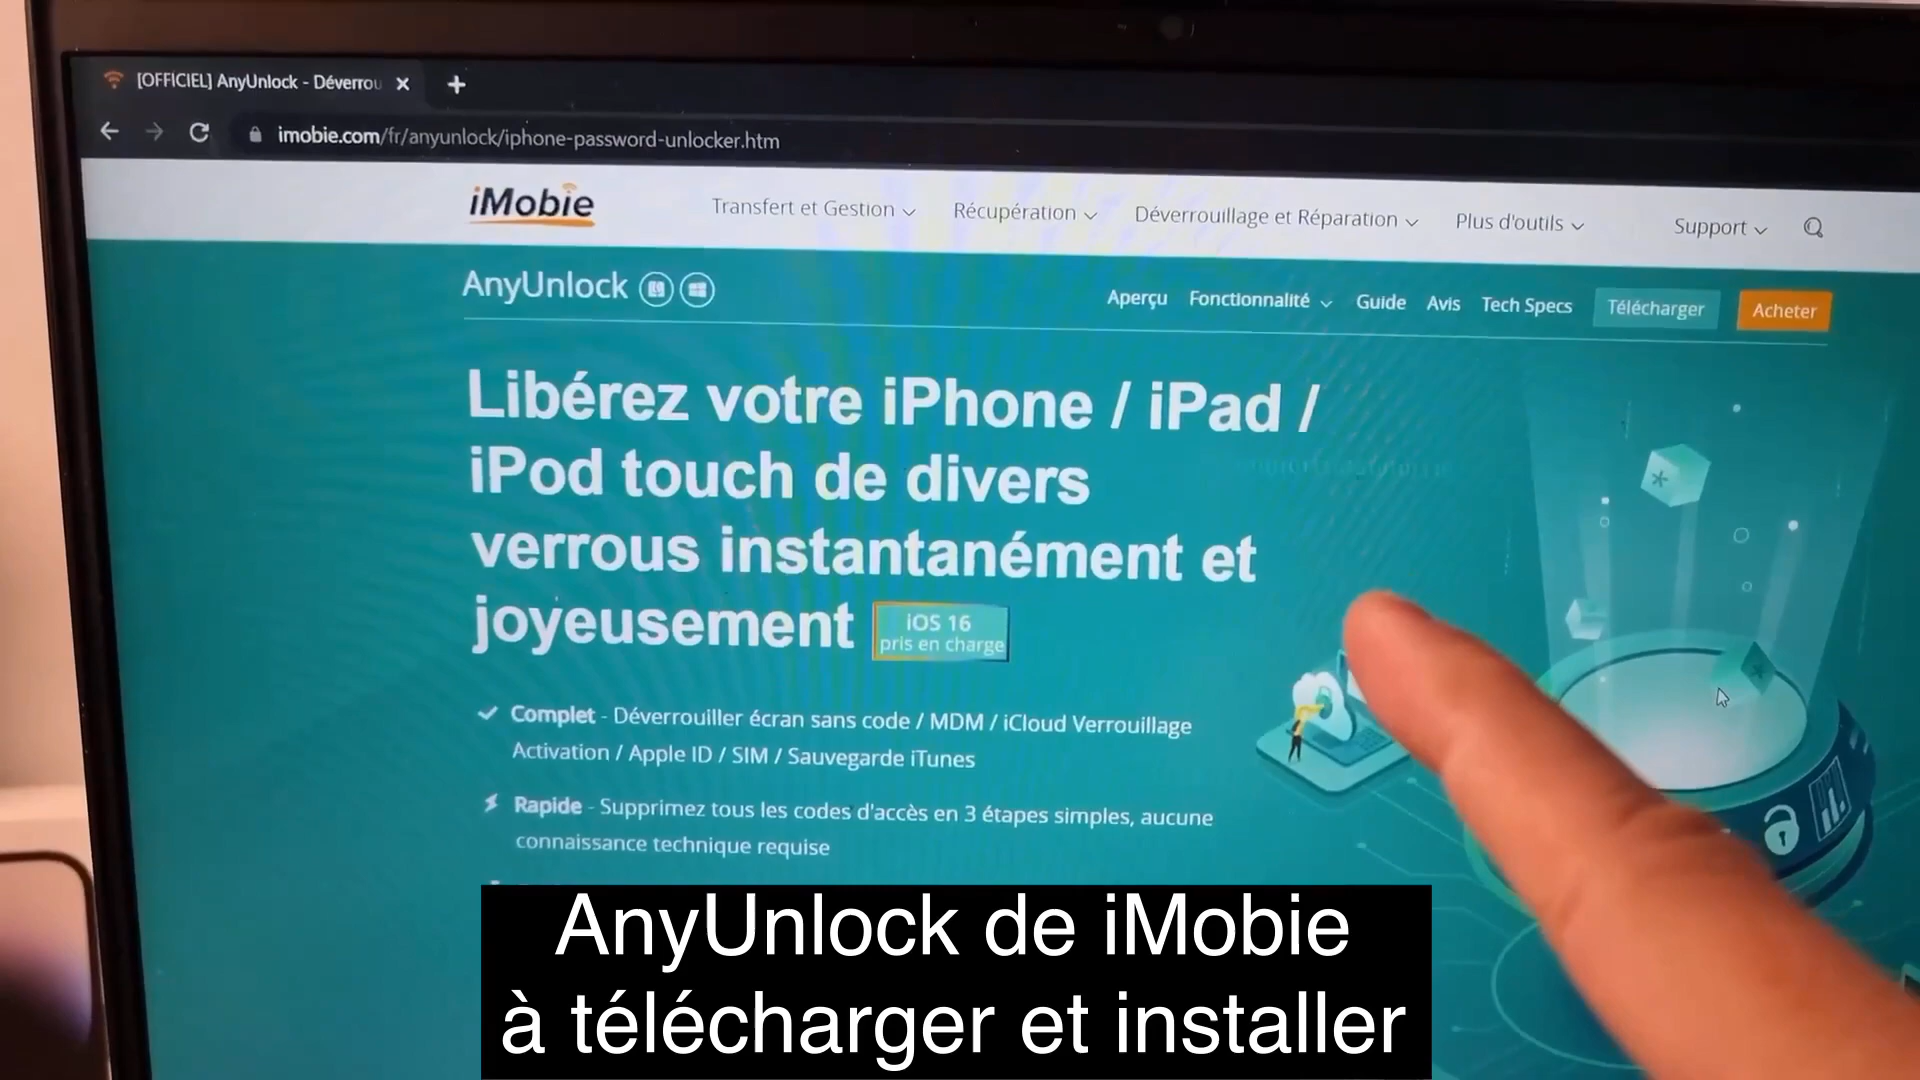 [OFFICIEL] AnyUnlock - Déverrou
imobie.com/fr/anyunlock/iphone-password-unlocker.htm
iMobie
Transfert et Gestion
Récupération
Déverrouillage et Réparation
Plus d'outils
Support
AnyUnlock
Aperçu
Fonctionnalité
Guide
Avis
Tech Specs
Télécharger
Acheter
Libérez votre iPhone / iPad /
iPod touch de divers
verrous instantanément et
joyeusement
iOS 16
pris en charge
Complet - Déverrouiller écran sans code / MDM / iCloud Verrouillage
Activation / Apple ID / SIM / Sauvegarde iTunes
Rapide - Supprimez tous les codes d'accès en 3 étapes simples, aucune
connaissance technique requise
AnyUnlock de iMobie
à télécharger et installer